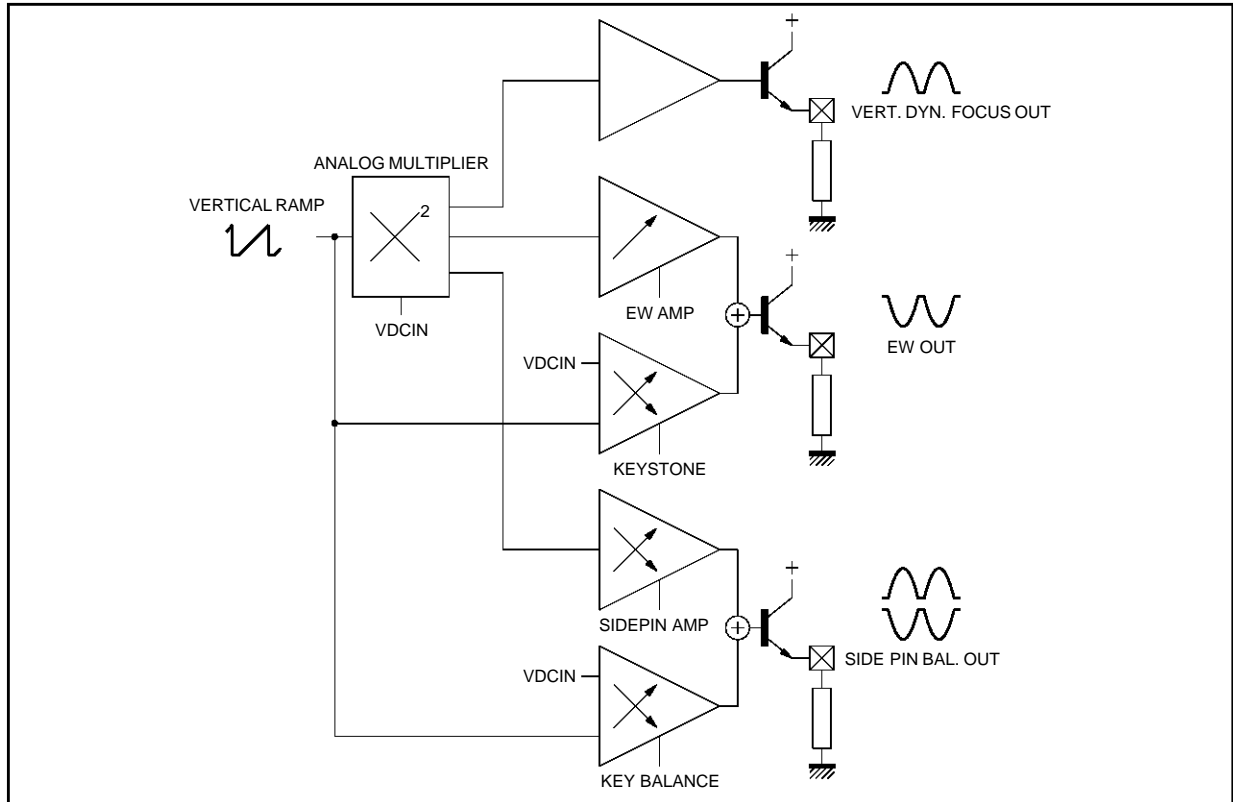 VERT. DYN. FOCUS OUT
ANALOG MULTIPLIER
VERTICAL RAMP
2
VDCIN
EW AMP
EW OUT
VDCIN
KEYSTONE
SIDEPIN AMP
SIDE PIN BAL. OUT
VDCIN
KEY BALANCE